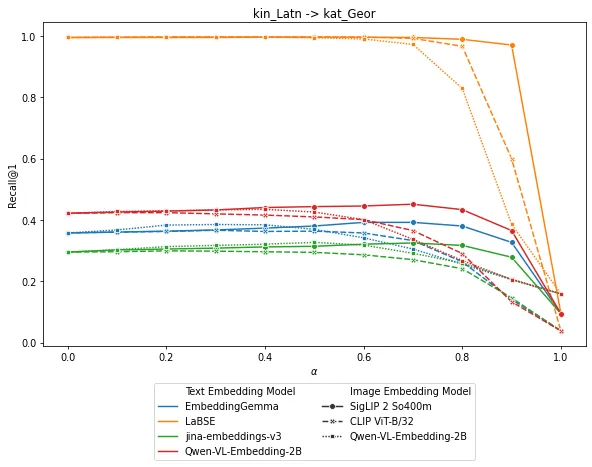 kin_Latn -> kat_Geor
Recall@1
1.0
0.8
0.6
0.4
0.2
0.0
0.0 0.2 0.4 0.6 0.8 1.0
α
Text Embedding Model
EmbeddingGemma
LaBSE
jina-embeddings-v3
Qwen-VL-Embedding-2B
Image Embedding Model
SigLIP 2 So400m
CLIP ViT-B/32
Qwen-VL-Embedding-2B